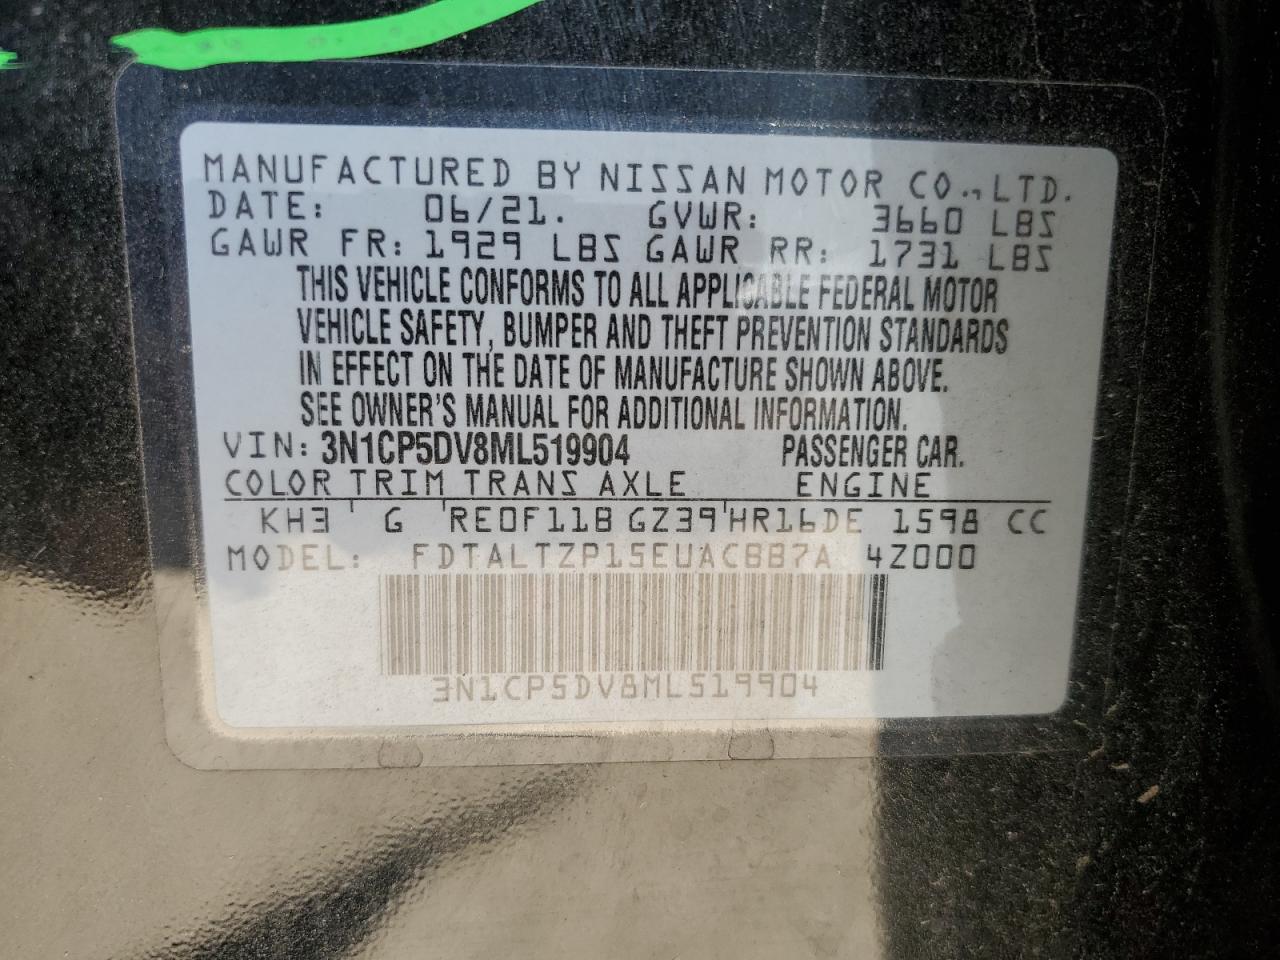 MANUFACTURED BY NISSAN MOTOR CO., LTD.
DATE: 06/21. GVWR: 3660 LBS
GAWR FR: 1929 LBS GAWR RR: 1731 LBS
THIS VEHICLE CONFORMS TO ALL APPLICABLE FEDERAL MOTOR
VEHICLE SAFETY, BUMPER AND THEFT PREVENTION STANDARDS
IN EFFECT ON THE DATE OF MANUFACTURE SHOWN ABOVE.
SEE OWNER'S MANUAL FOR ADDITIONAL INFORMATION.
VIN: 3N1CP5DV8ML519904 PASSENGER CAR.
COLOR TRIM TRANS AXLE ENGINE
KH3 ' G 'RE0F11B GZ39'HR16DE 1598 CC
MODEL: FDTALTZP15EUACBB7A 4Z000
3N1CP5DV8ML519904